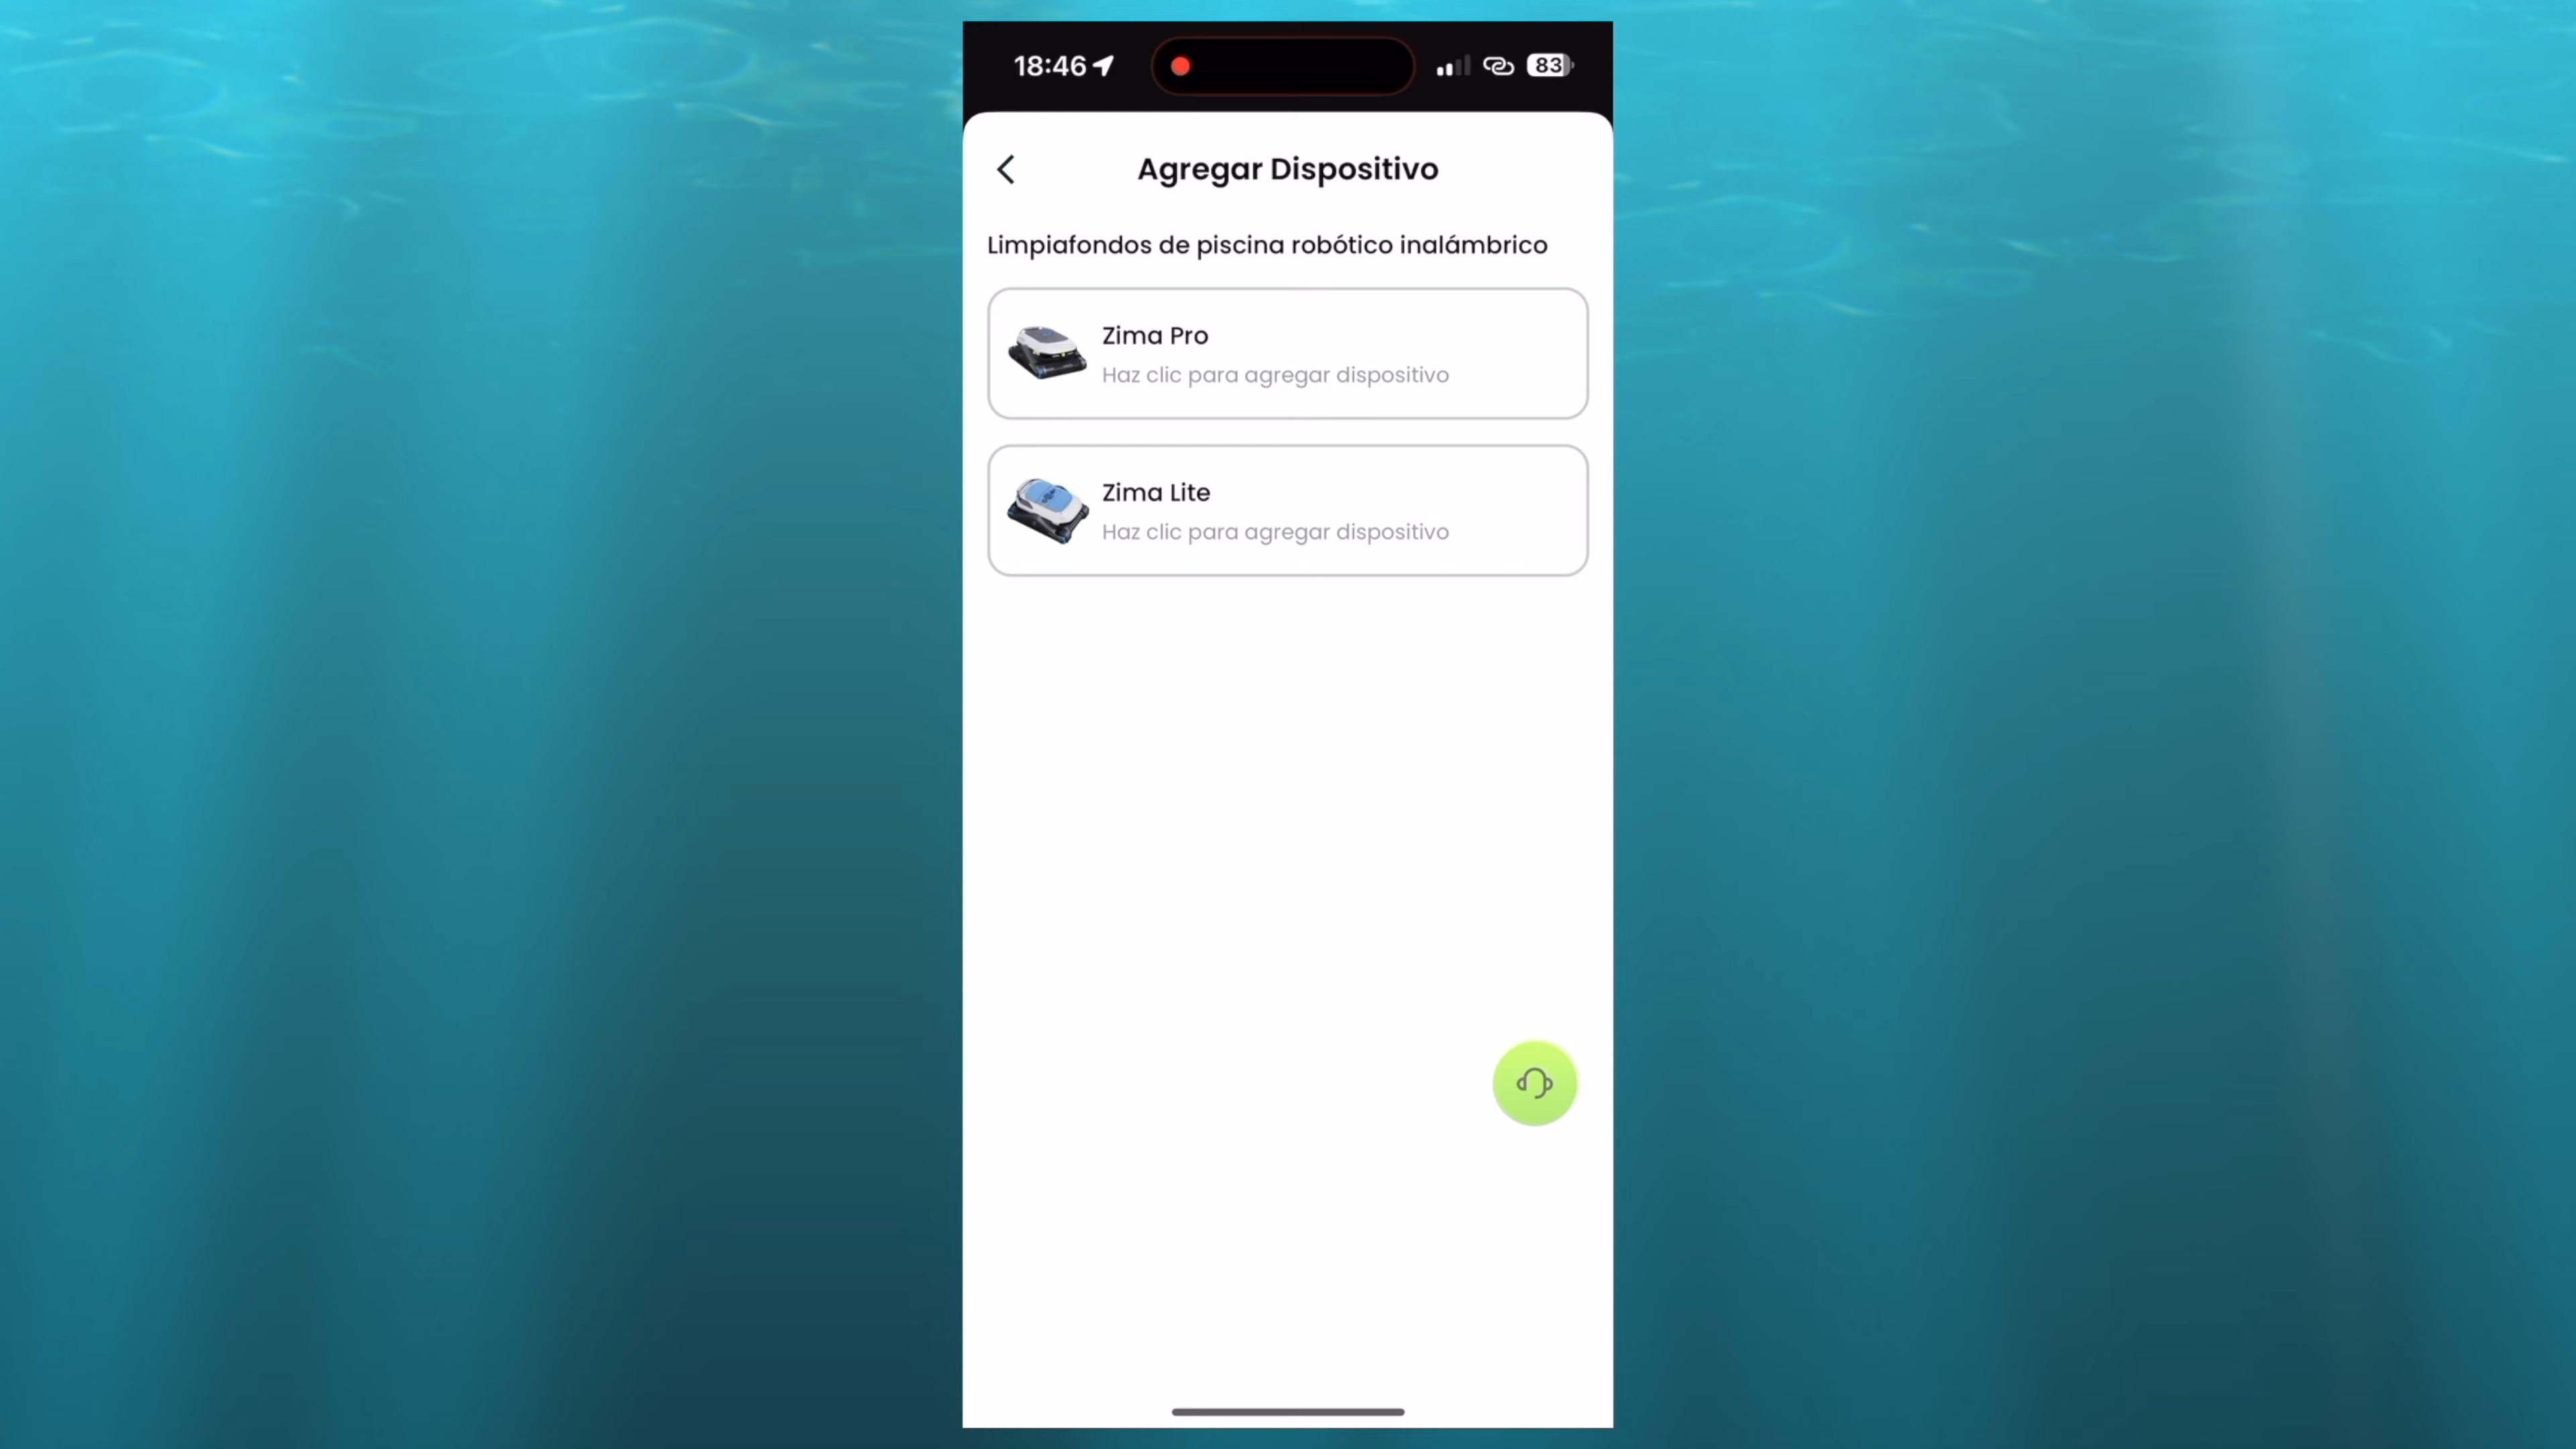 18:46
83
Agregar Dispositivo
Limpiafondos de piscina robótico inalámbrico
Zima Pro
Haz clic para agregar dispositivo
Zima Lite
Haz clic para agregar dispositivo